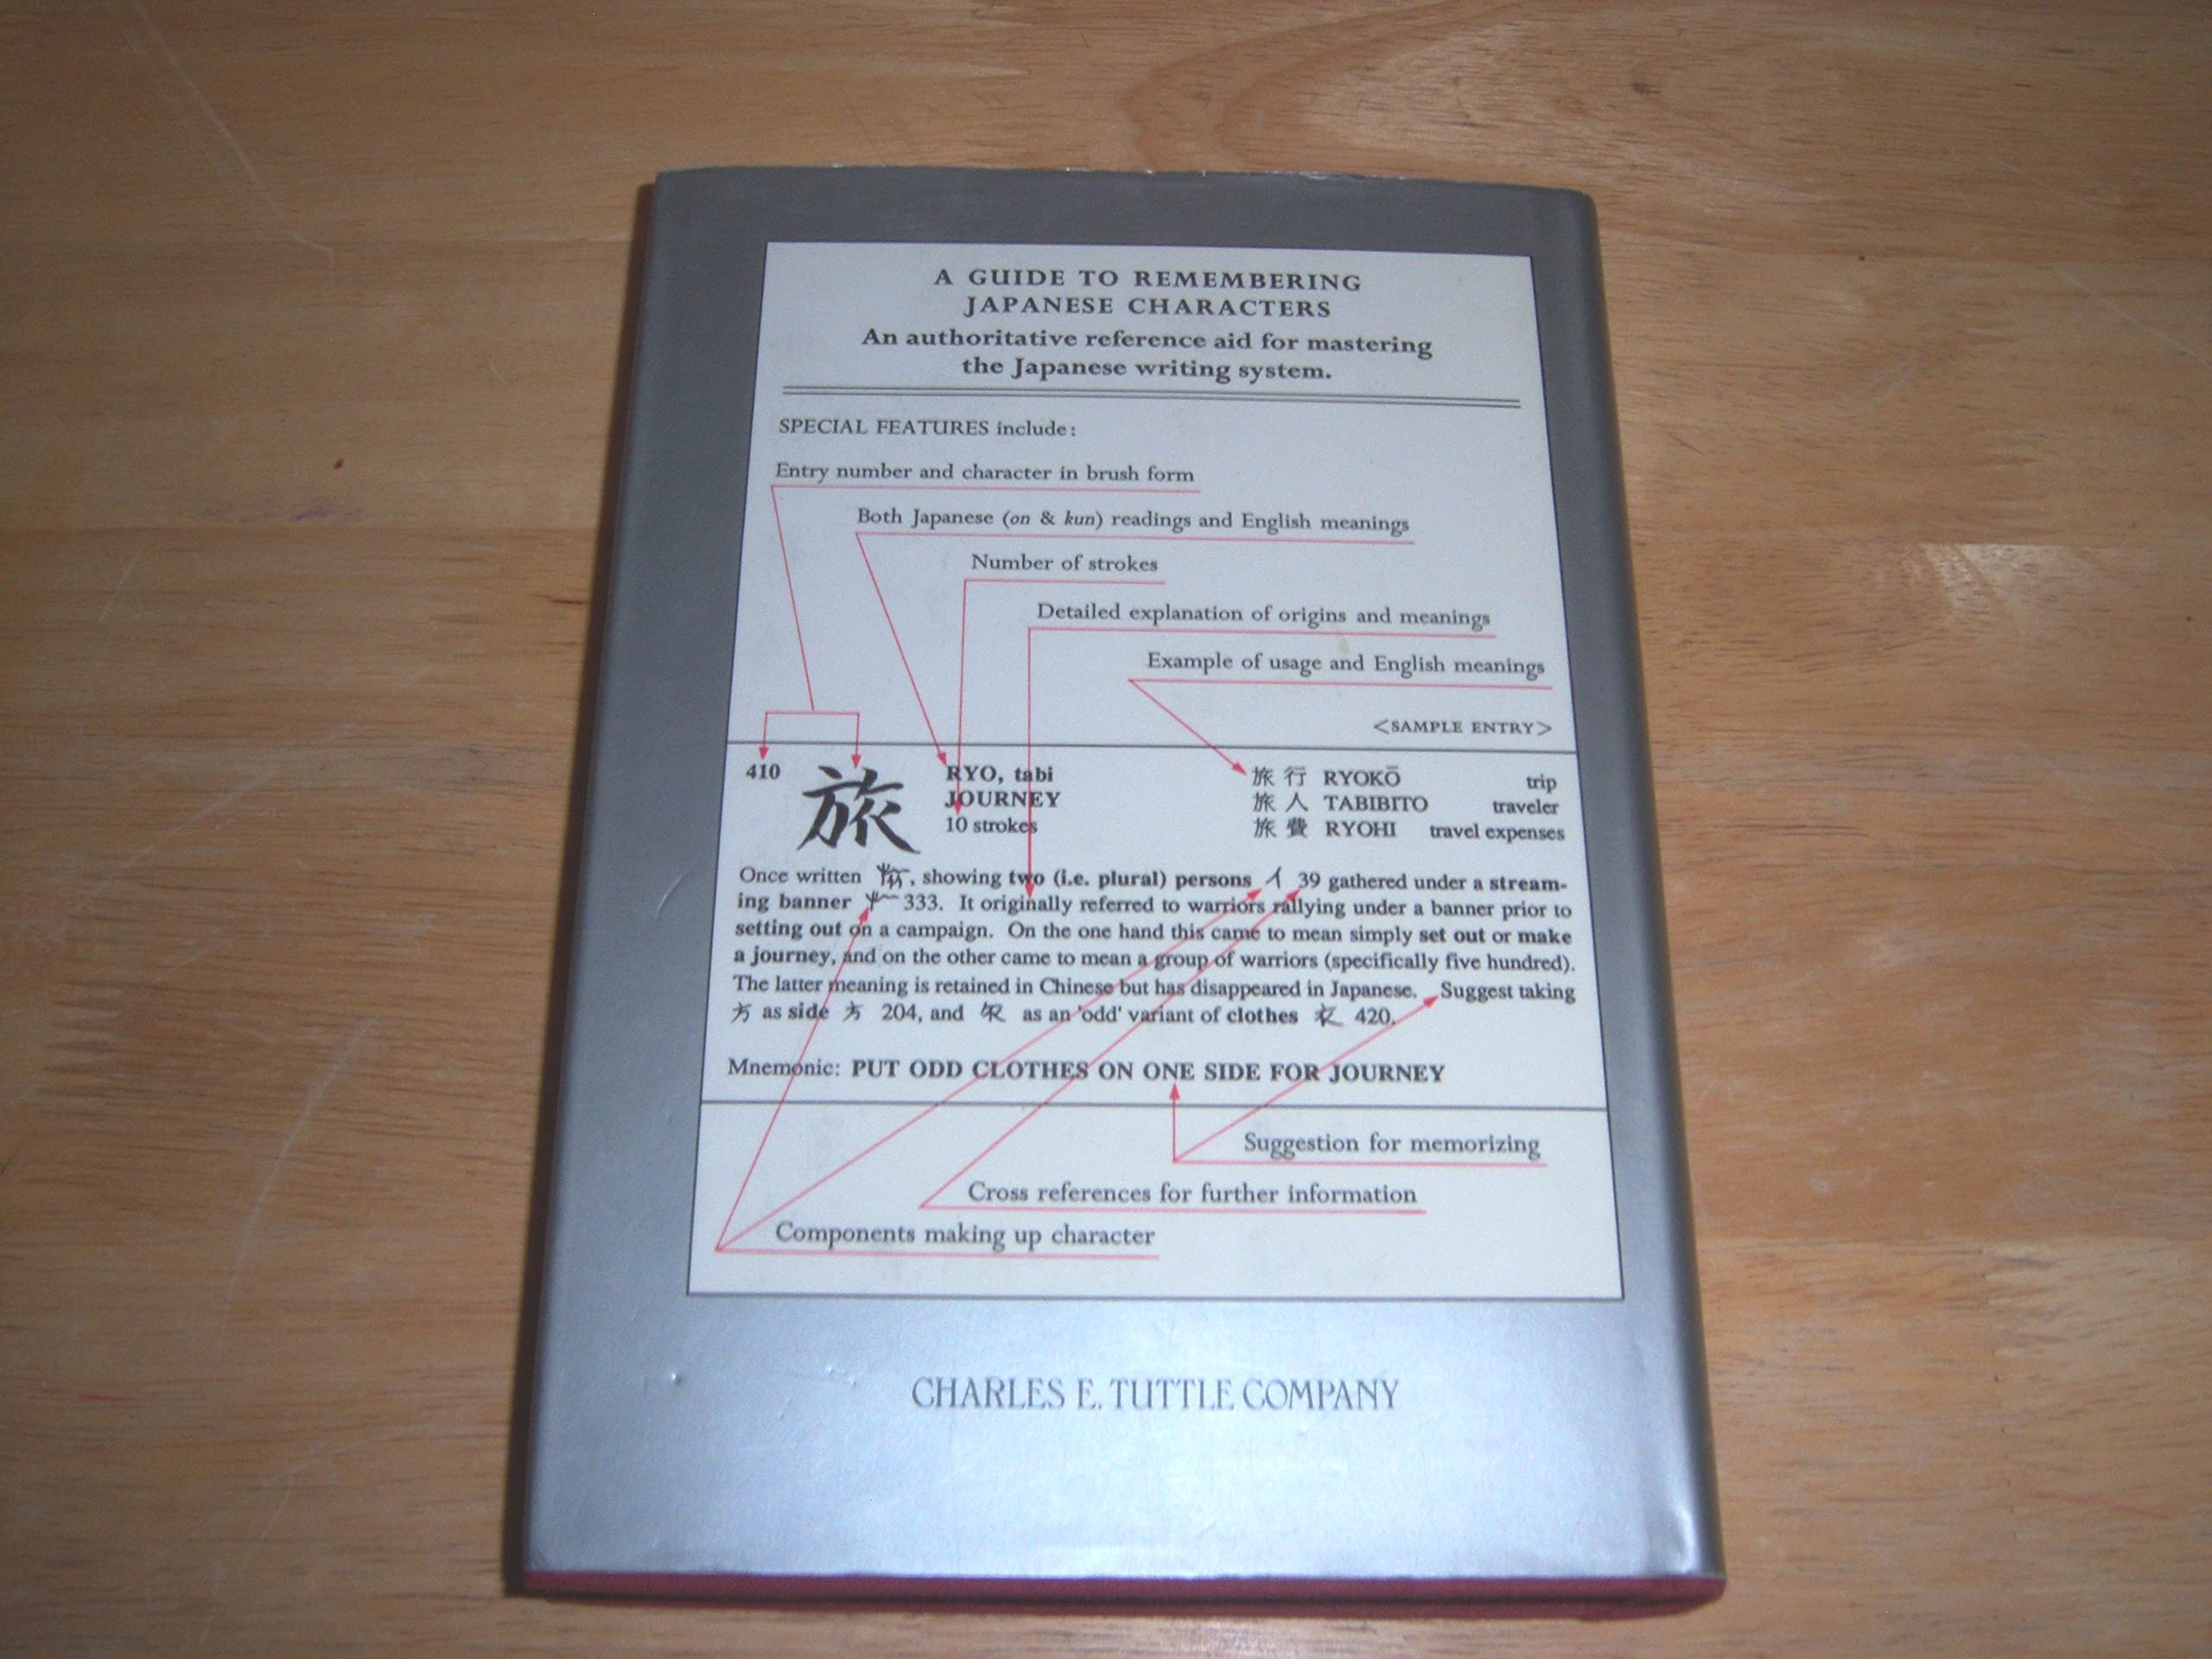 A GUIDE TO REMEMBERING
JAPANESE CHARACTERS
An authoritative reference aid for mastering
the Japanese writing system.
SPECIAL FEATURES include:
Entry number and character in brush form
Both Japanese (on & kun) readings and English meanings
Number of strokes
Detailed explanation of origins and meanings
Example of usage and English meanings
<SAMPLE ENTRY>
410 旅 RYO, tabi
JOURNEY
10 strokes
旅行 RYOKŌ trip
旅人 TABIBITO traveler
旅費 RYOHI travel expenses
Once written , showing two (i.e. plural) persons 亻 39 gathered under a stream-
ing banner 333. It originally referred to warriors rallying under a banner prior to
setting out on a campaign. On the one hand this came to mean simply set out or make
a journey, and on the other came to mean a group of warriors (specifically five hundred).
The latter meaning is retained in Chinese but has disappeared in Japanese. Suggest taking
方 as side 方 204, and as an 'odd' variant of clothes 衣 420.
Mnemonic: PUT ODD CLOTHES ON ONE SIDE FOR JOURNEY
Suggestion for memorizing
Cross references for further information
Components making up character
CHARLES E. TUTTLE COMPANY